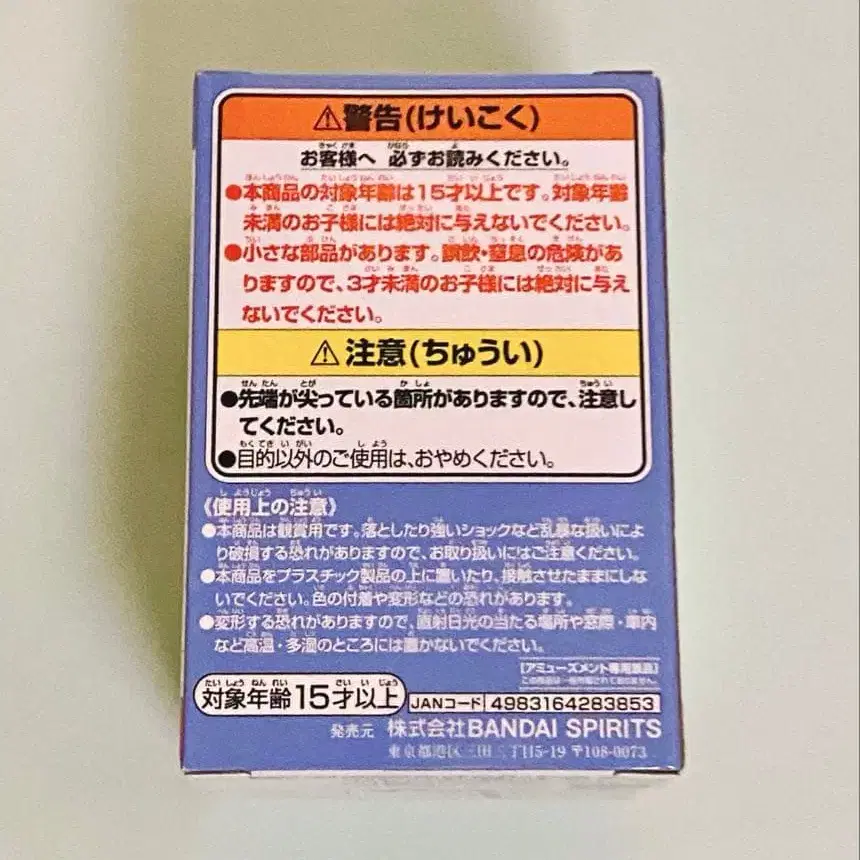 ⚠警告(けいこく)
お客様へ 必ずお読みください。
●本商品の対象年齢は15才以上です。対象年齢
未満のお子様には絶対に与えないでください。
●小さな部品があります。誤飲・窒息の危険があ
りますので、3才未満のお子様には絶対に与え
ないでください。
⚠注意(ちゅうい)
●先端が尖っている箇所がありますので、注意し
てください。
●目的以外のご使用は、おやめください。
《使用上の注意》
●本商品は観賞用です。落としたり強いショックなど乱暴な扱いによ
り破損する恐れがありますので、お取り扱いにはご注意ください。
●本商品をプラスチック製品の上に置いたり、接触させたままにしな
いでください。色の付着や変形などの恐れがあります。
●変形する恐れがありますので、直射日光の当たる場所や窓際・車内
など高温・多湿のところには置かないでください。
【アミューズメント専用景品】
対象年齢15才以上
JANコード 4983164283853
発売元 株式会社BANDAI SPIRITS
東京都港区三田三丁目5-19 〒108-0073